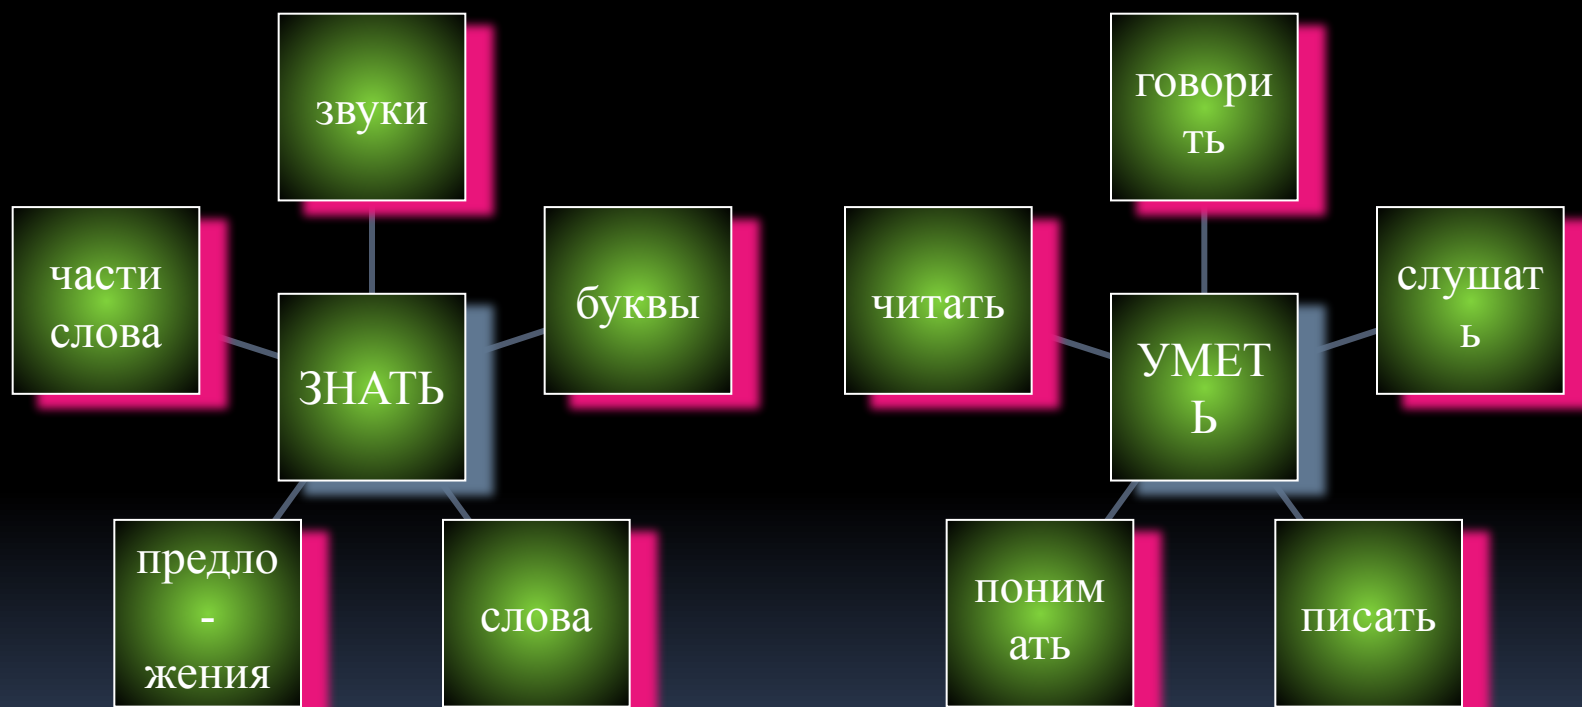 звуки
части
слова
буквы
ЗНАТЬ
предло
-
жения
слова
говори
ть
читать
слушат
ь
УМЕТ
Ь
поним
ать
писать